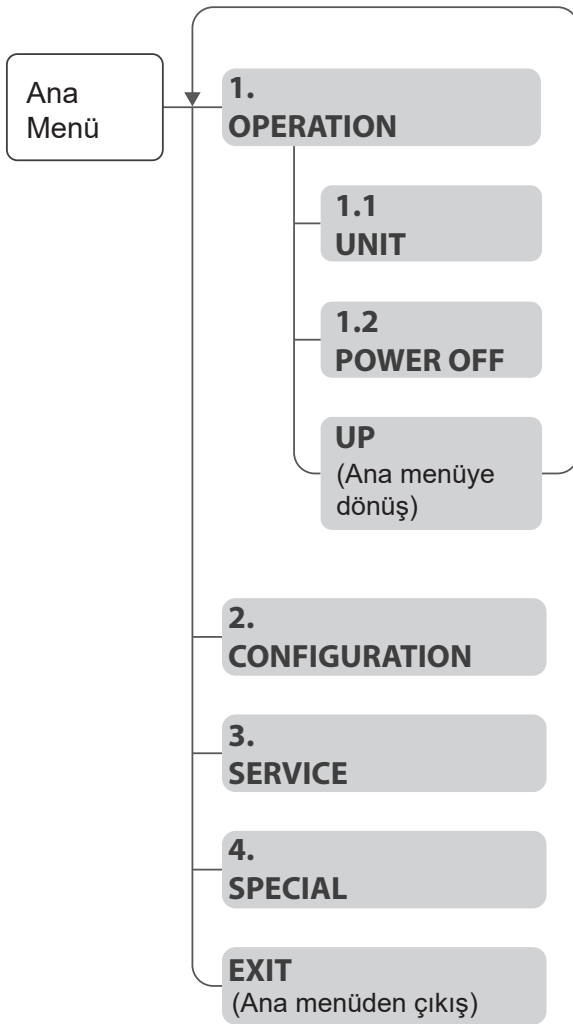 Ana
Menü
1.
OPERATION
1.1
UNIT
1.2
POWER OFF
UP
(Ana menüye
dönüş)
2.
CONFIGURATION
3.
SERVICE
4.
SPECIAL
EXIT
(Ana menüden çıkış)